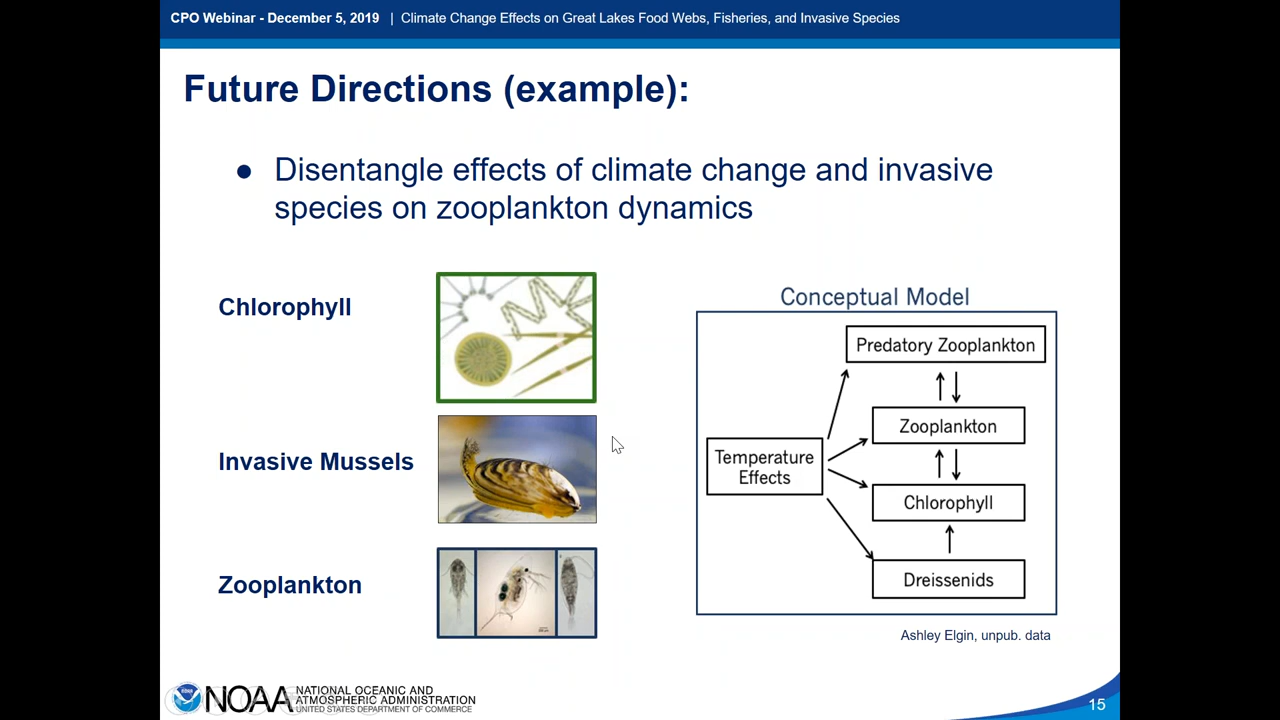 CPO Webinar - December 5, 2019 | Climate Change Effects on Great Lakes Food Webs, Fisheries, and Invasive Species
Future Directions (example):
● Disentangle effects of climate change and invasive
species on zooplankton dynamics
Chlorophyll
Invasive Mussels
Zooplankton
Conceptual Model
Predatory Zooplankton
Zooplankton
Temperature
Effects
Chlorophyll
Dreissenids
Ashley Elgin, unpub. data
NOAA
NATIONAL OCEANIC AND
ATMOSPHERIC ADMINISTRATION
UNITED STATES DEPARTMENT OF COMMERCE
15